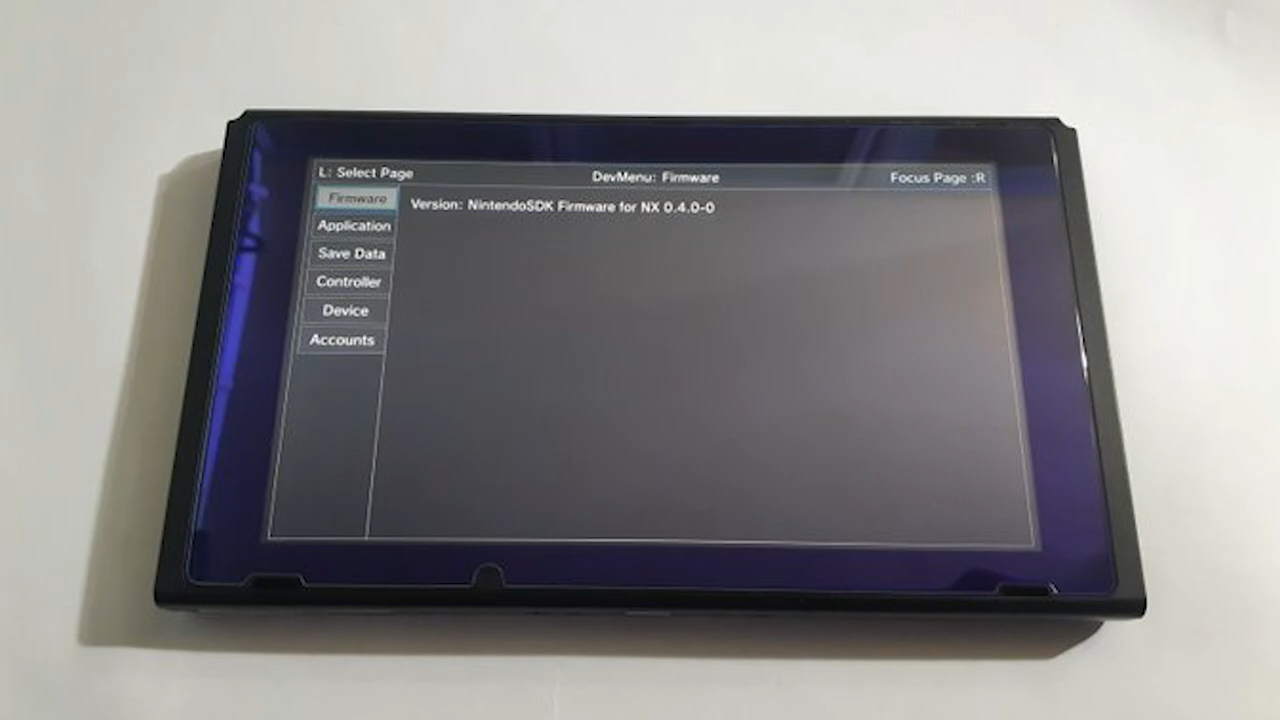 L: Select Page
DevMenu: Firmware
Focus Page :R
Firmware
Version: NintendoSDK Firmware for NX 0.4.0-0
Application
Save Data
Controller
Device
Accounts